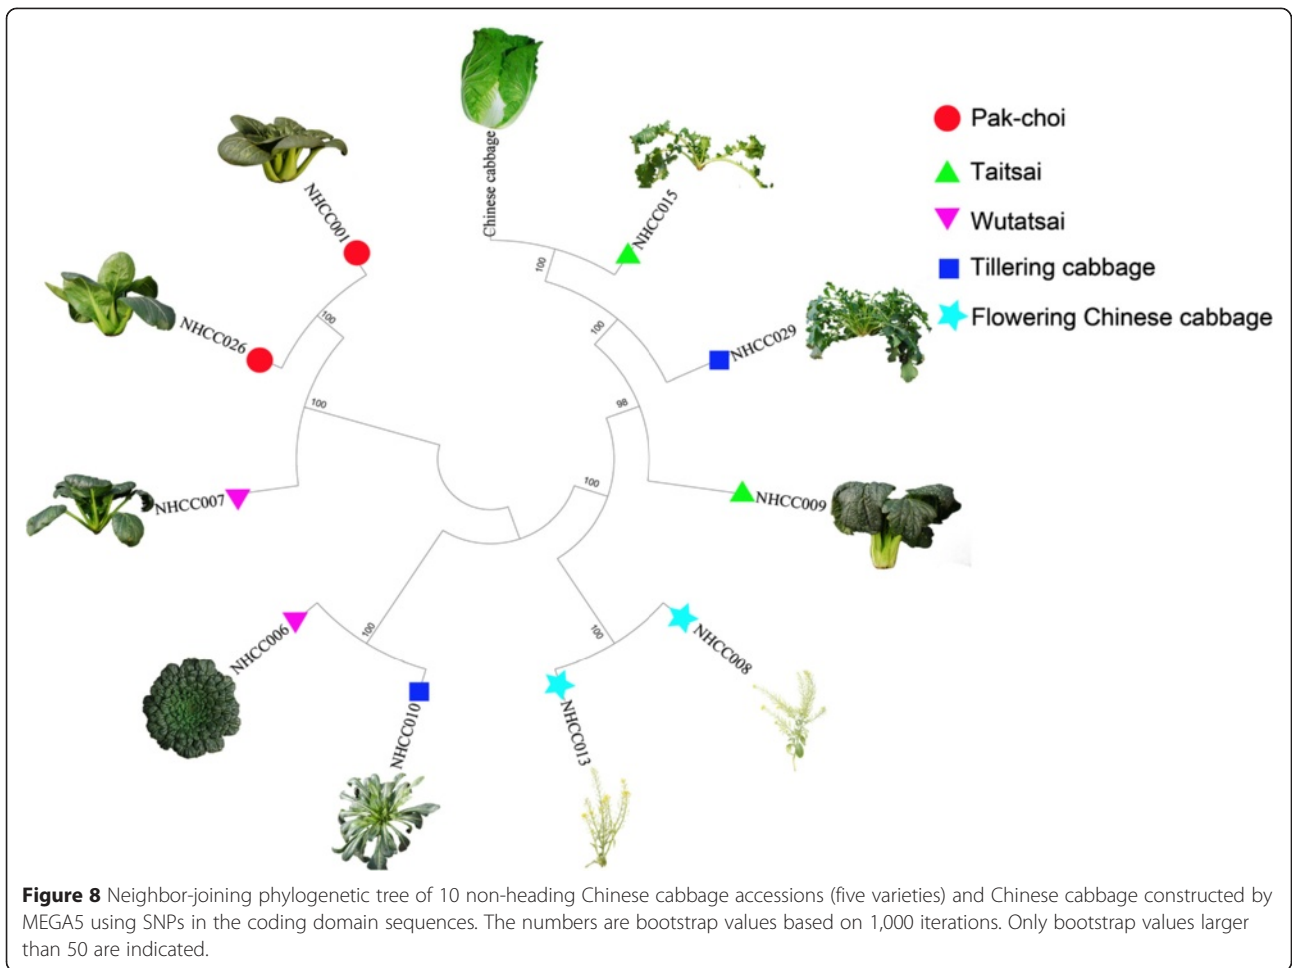 Chinese cabbage
NHCC015
NHCC029
NHCC009
NHCC008
NHCC013
NHCC010
NHCC006
NHCC007
NHCC026
NHCC001
100
100
98
100
100
100
100
100
Pak-choi
Taitsai
Wutatsai
Tillering cabbage
Flowering Chinese cabbage
Figure 8 Neighbor-joining phylogenetic tree of 10 non-heading Chinese cabbage accessions (five varieties) and Chinese cabbage constructed by
MEGA5 using SNPs in the coding domain sequences. The numbers are bootstrap values based on 1,000 iterations. Only bootstrap values larger
than 50 are indicated.